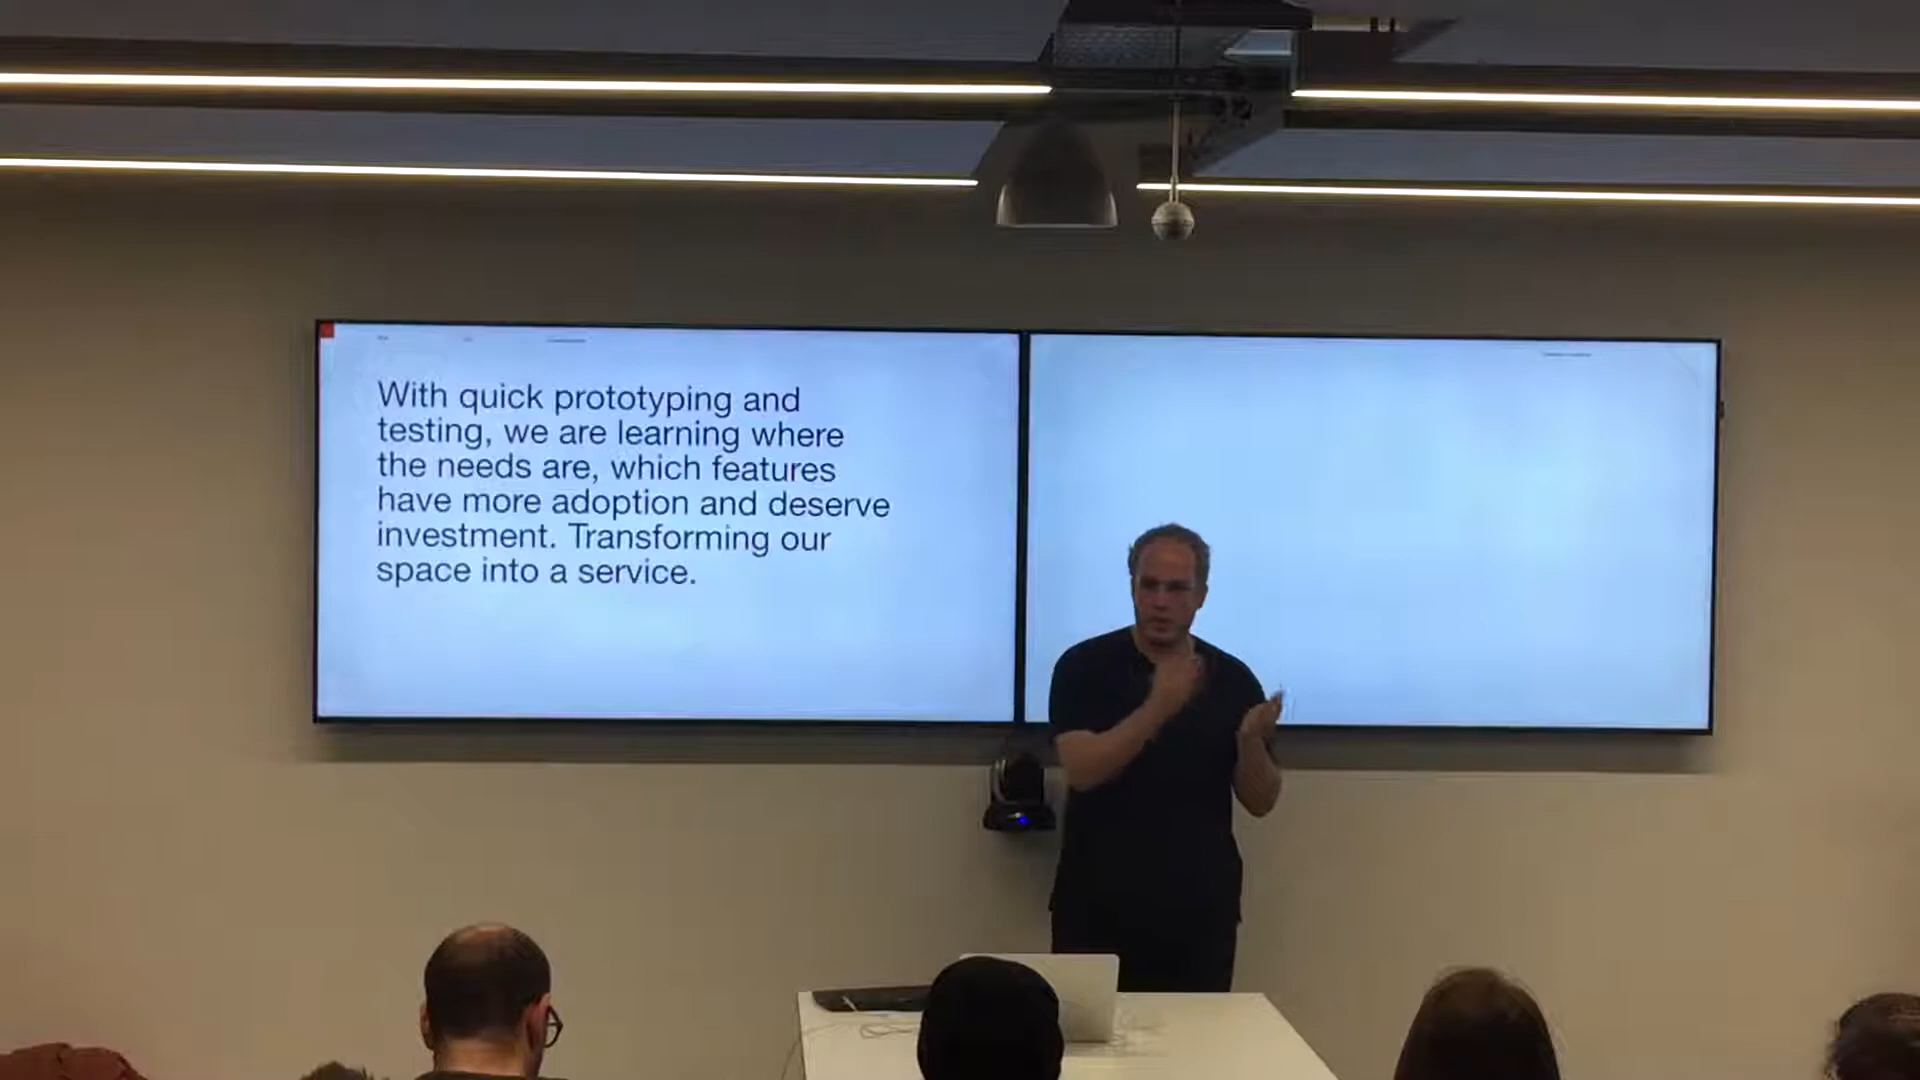 With quick prototyping and
testing, we are learning where
the needs are, which features
have more adoption and deserve
investment. Transforming our
space into a service.